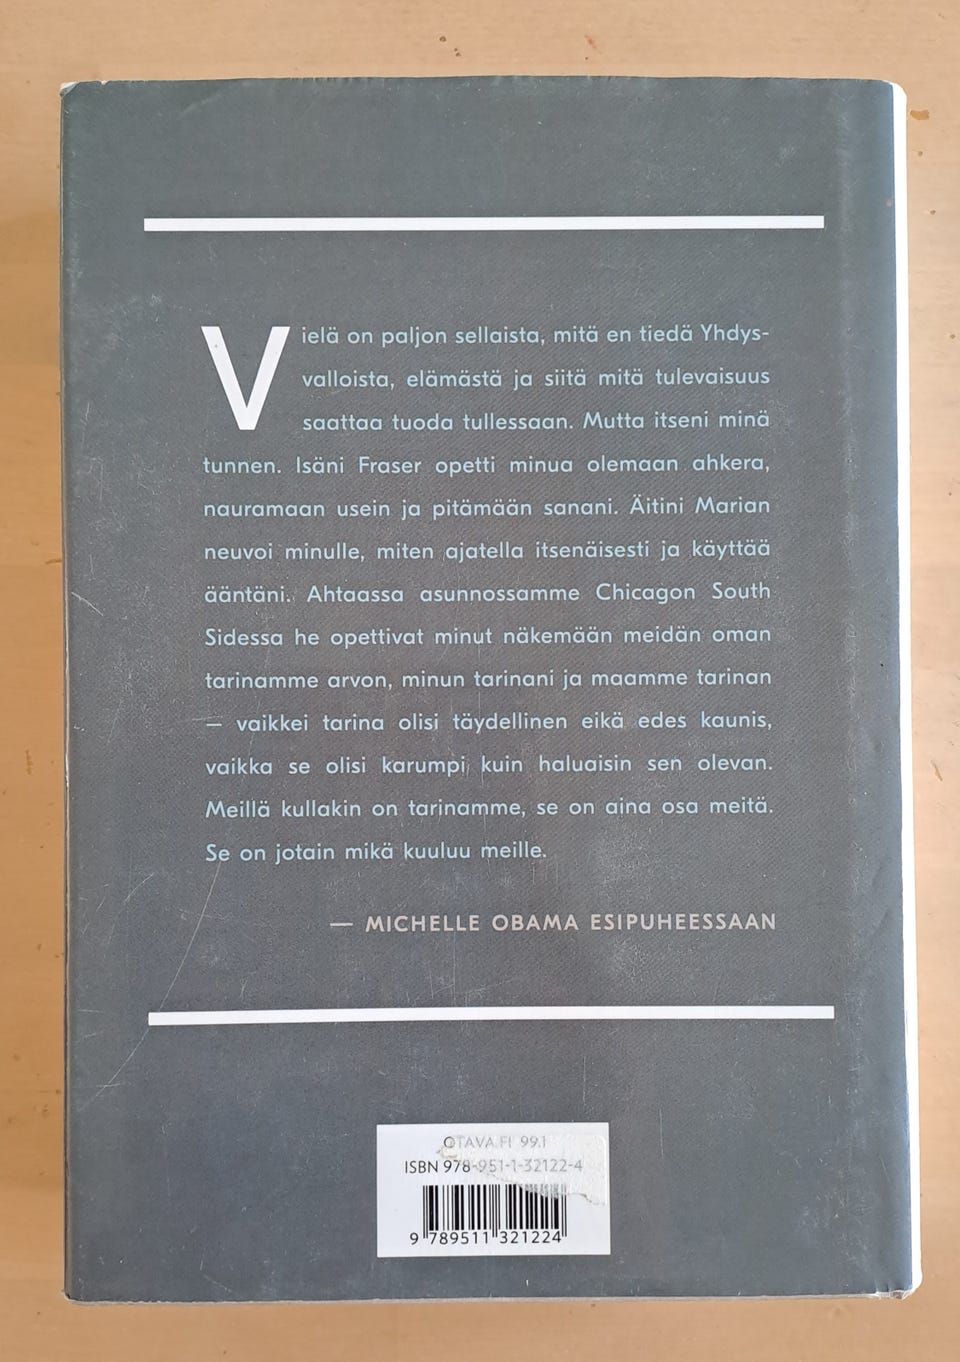 Vielä on paljon sellaista, mitä en tiedä Yhdys-
valloista, elämästä ja siitä mitä tulevaisuus
saattaa tuoda tullessaan. Mutta itseni minä
tunnen. Isäni Fraser opetti minua olemaan ahkera,
nauramaan usein ja pitämään sanani. Äitini Marian
neuvoi minulle, miten ajatella itsenäisesti ja käyttää
ääntäni. Ahtaassa asunnossamme Chicagon South
Sidessa he opettivat minut näkemään meidän oman
tarinamme arvon, minun tarinani ja maamme tarinan
— vaikkei tarina olisi täydellinen eikä edes kaunis,
vaikka se olisi karumpi kuin haluaisin sen olevan.
Meillä kullakin on tarinamme, se on aina osa meitä.
Se on jotain mikä kuuluu meille.
— MICHELLE OBAMA ESIPUHEESSAAN
OTAVA.FI 99.1
ISBN 978-951-1-32122-4
9 789511 321224